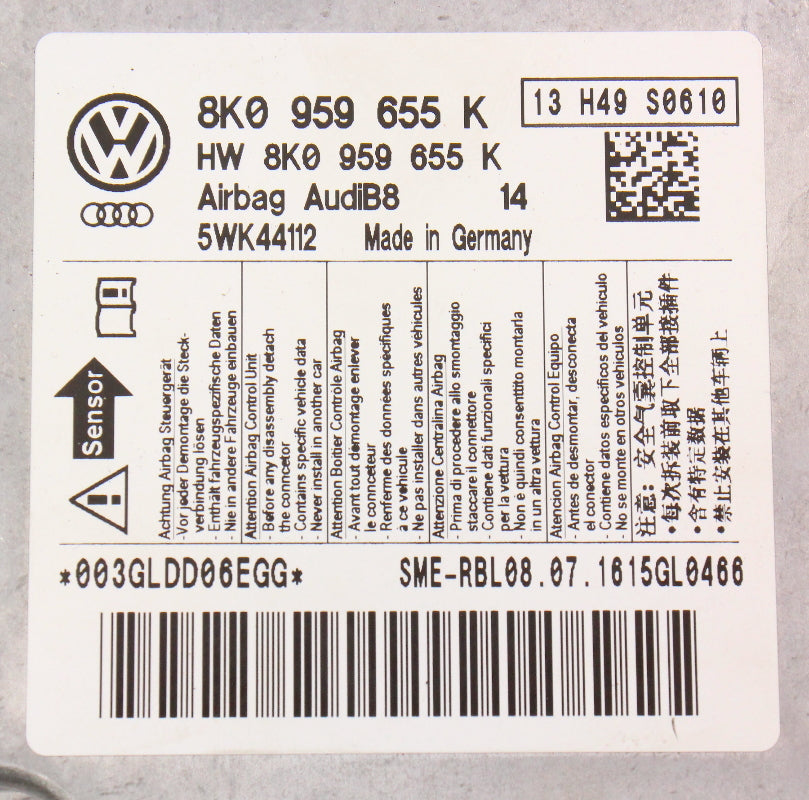 8K0 959 655 K
13 H49 S0610
HW 8K0 959 655 K
Airbag AudiB8 14
5WK44112 Made in Germany
Sensor
Achtung Airbag Steuergerät
-Vor jeder Demontage die Steck-
verbindung lösen
- Enthält fahrzeugspezifische Daten
- Nie in andere Fahrzeuge einbauen
Attention Airbag Control Unit
- Before any disassembly detach
the conncetor
- Contains specific vehicle data
- Never install in another car
Attention Boitier Controle Airbag
- Avant tout demontage enlever
le connceteur
- Renferme des donnees specifiques
a ce vehicule
- Ne pas installer dans autres vehicules
Attenzione Centralina Airbag
- Prima di procedere allo smontaggio
staccare il connettore
- Contiene dati funzionali specifici
per la vettura
- Non è quindi consenttito montarla
in un altra vettura
Atencion Airbag Control Equipo
- Antes de desmontar, desconecta
el conector
- Contiene datos especificos del vehiculo
- No se monte en otros vehiculos
注意: 安全气囊控制单元
•每次拆装前取下全部接插件
•含有特定数据
•禁止安装在其他车辆上
*003GLDD06EGG* SME-RBL08.07.1615GL0466